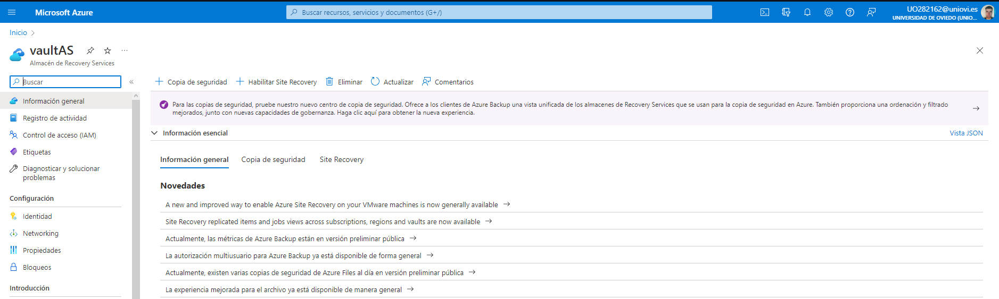 Microsoft Azure
Buscar recursos, servicios y documentos (G+/)
UO282162@uniovi.es
UNIVERSIDAD DE OVIEDO (UNIO...
Inicio
vaultAS
Almacén de Recovery Services
Buscar
Copia de seguridad
Habilitar Site Recovery
Eliminar
Actualizar
Comentarios
Información general
Registro de actividad
Control de acceso (IAM)
Etiquetas
Diagnosticar y solucionar
problemas
Configuración
Identidad
Networking
Propiedades
Bloqueos
Introducción
Para las copias de seguridad, pruebe nuestro nuevo centro de copia de seguridad. Ofrece a los clientes de Azure Backup una vista unificada de los almacenes de Recovery Services que se usan para la copia de seguridad en Azure. También proporciona una ordenación y filtrado
mejorados, junto con nuevas capacidades de gobernanza. Haga clic aquí para obtener la nueva experiencia.
Información esencial
Vista JSON
Información general
Copia de seguridad
Site Recovery
Novedades
A new and improved way to enable Azure Site Recovery on your VMware machines is now generally available
Site Recovery replicated items and jobs views across subscriptions, regions and vaults are now available
Actualmente, las métricas de Azure Backup están en versión preliminar pública
La autorización multiusuario para Azure Backup ya está disponible de forma general
Actualmente, existen varias copias de seguridad de Azure Files al día en versión preliminar pública
La experiencia mejorada para el archivo ya está disponible de manera general